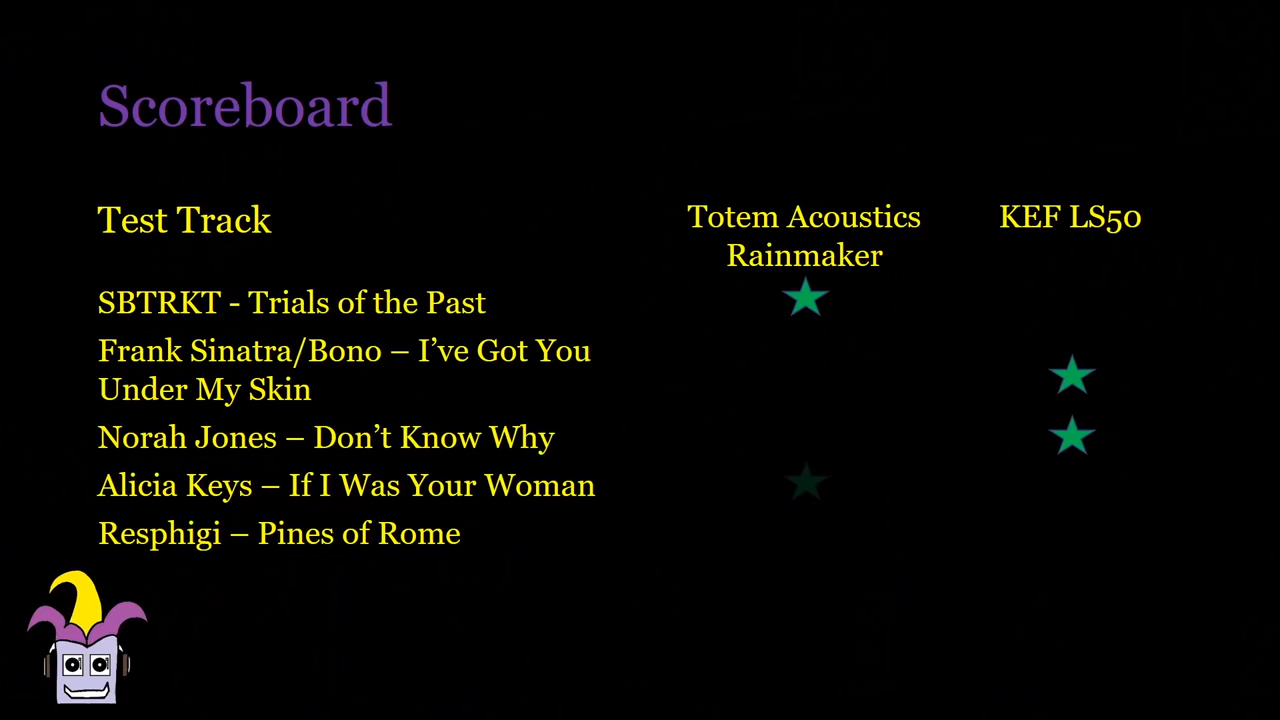 Scoreboard
Test Track
Totem Acoustics
Rainmaker
KEF LS50
SBTRKT - Trials of the Past
Frank Sinatra/Bono – I’ve Got You
Under My Skin
Norah Jones – Don’t Know Why
Alicia Keys – If I Was Your Woman
Resphigi – Pines of Rome